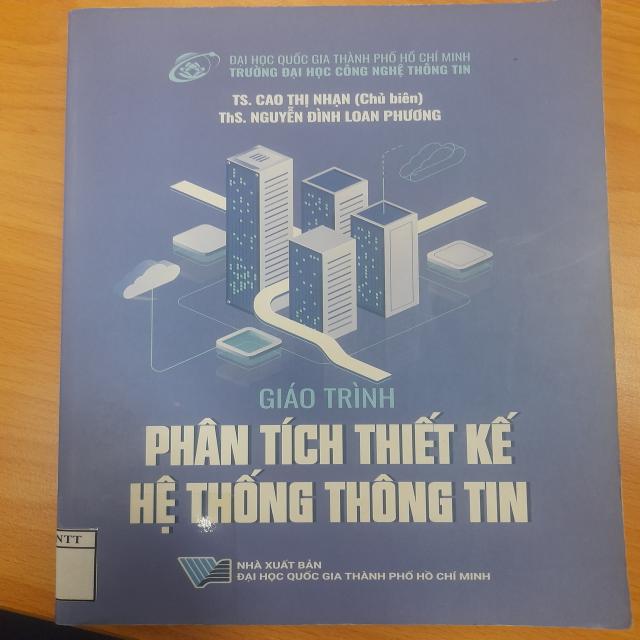 ĐẠI HỌC QUỐC GIA THÀNH PHỐ HỒ CHÍ MINH
TRƯỜNG ĐẠI HỌC CÔNG NGHỆ THÔNG TIN
TS. CAO THỊ NHẠN (Chủ biên)
ThS. NGUYỄN ĐÌNH LOAN PHƯƠNG
GIÁO TRÌNH
PHÂN TÍCH THIẾT KẾ
HỆ THỐNG THÔNG TIN
NTT
NHÀ XUẤT BẢN
ĐẠI HỌC QUỐC GIA THÀNH PHỐ HỒ CHÍ MINH